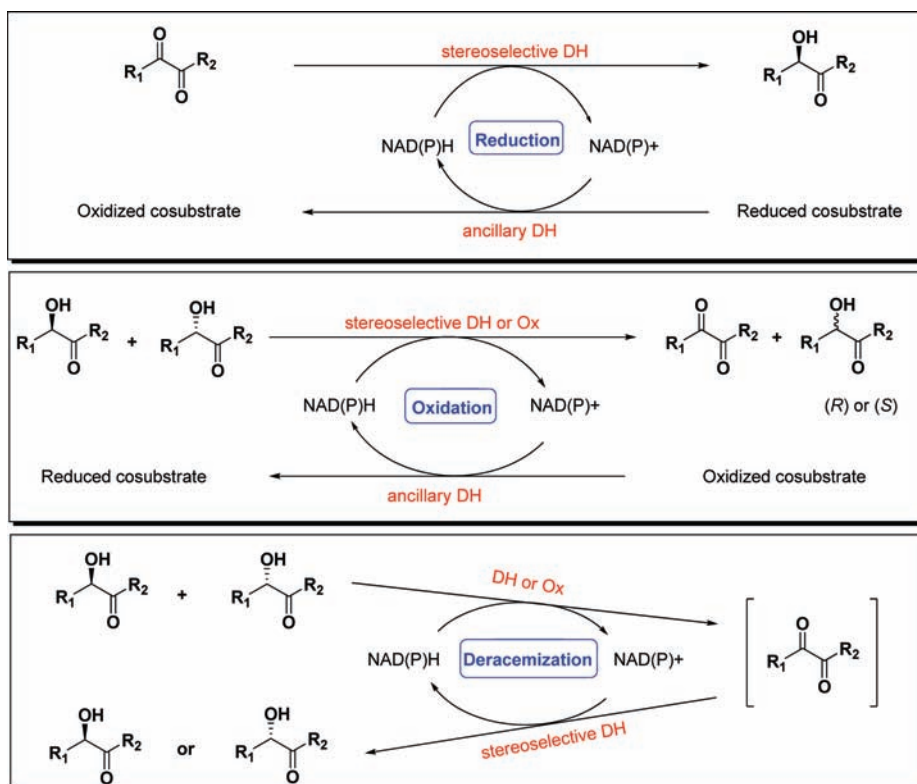 O
R1
R2
O
stereoselective DH
OH
R1
R2
O
NAD(P)H
Reduction
NAD(P)+
Oxidized cosubstrate
ancillary DH
Reduced cosubstrate
OH
R1
R2
O
+
OH
R1
R2
O
stereoselective DH or Ox
O
R1
R2
O
+
OH
R1
R2
O
NAD(P)H
Oxidation
NAD(P)+
(R) or (S)
Reduced cosubstrate
ancillary DH
Oxidized cosubstrate
OH
R1
R2
O
+
OH
R1
R2
O
DH or Ox
O
R1
R2
O
NAD(P)H
Deracemization
NAD(P)+
OH
R1
R2
O
or
OH
R1
R2
O
stereoselective DH